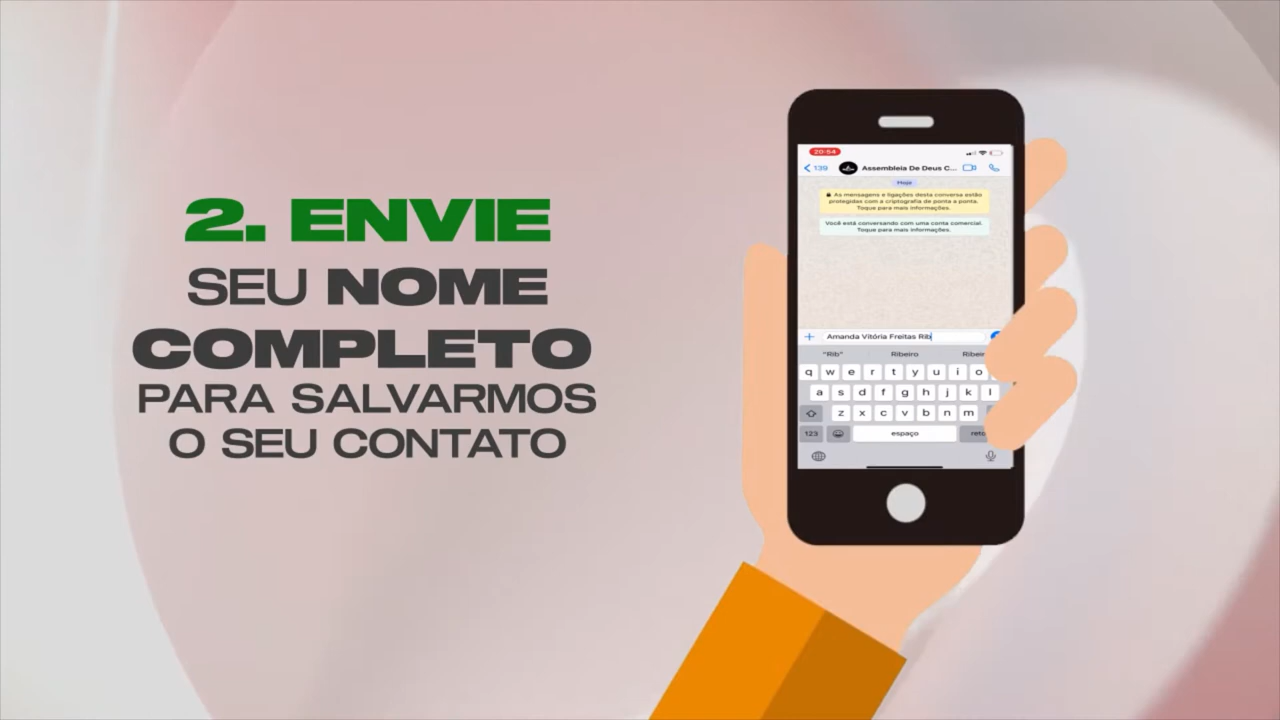 2. ENVIE
SEU NOME
COMPLETO
PARA SALVARMOS
O SEU CONTATO
20:54
139
Assembleia De Deus C...
Hoje
As mensagens e ligações desta conversa estão
protegidas com a criptografia de ponta a ponta.
Toque para mais informações.
Você está conversando com uma conta comercial.
Toque para mais informações.
Amanda Vitória Freitas Rib
"Rib" Ribeiro
q w e r t y u i o
a s d f g h j k l
z x c v b n m
123 espaço